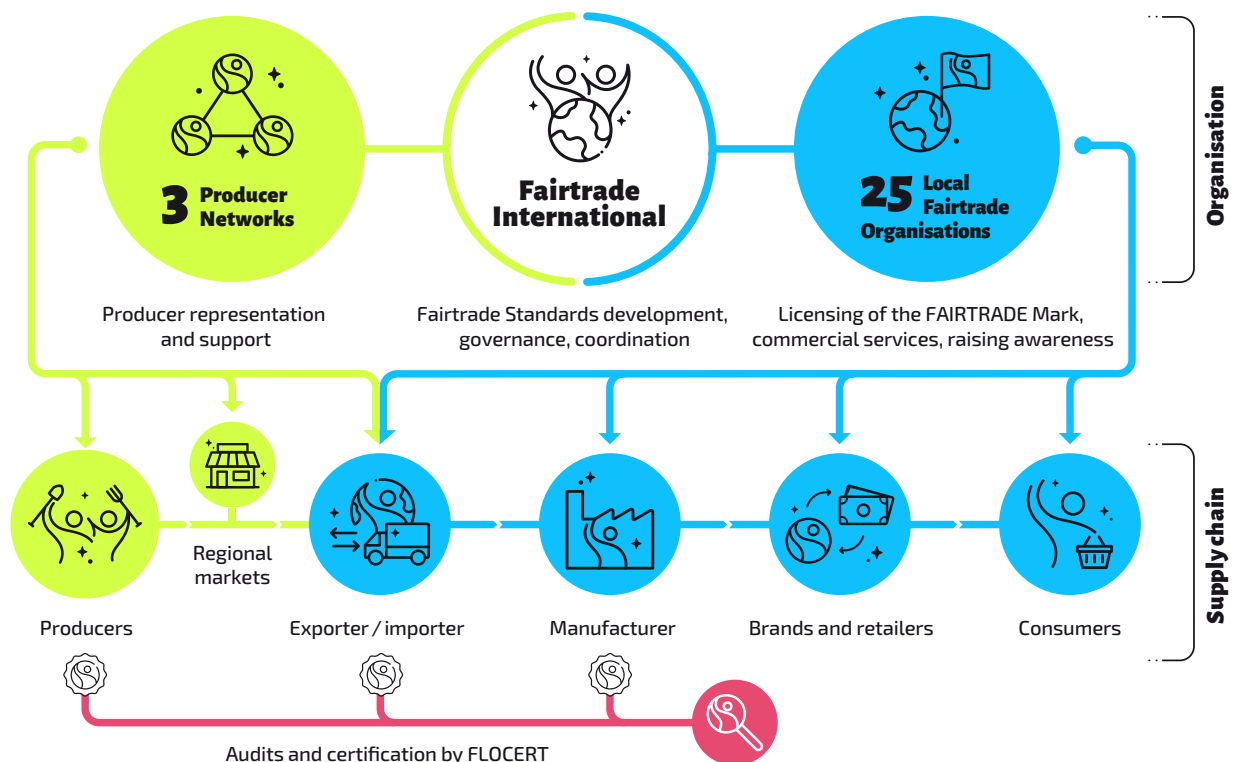 3 Producer
Networks
Fairtrade
International
25 Local
Fairtrade
Organisations
Organisation
Producer representation
and support
Fairtrade Standards development,
governance, coordination
Licensing of the FAIRTRADE Mark,
commercial services, raising awareness
Regional
markets
Supply chain
Producers
Exporter / importer
Manufacturer
Brands and retailers
Consumers
Audits and certification by FLOCERT